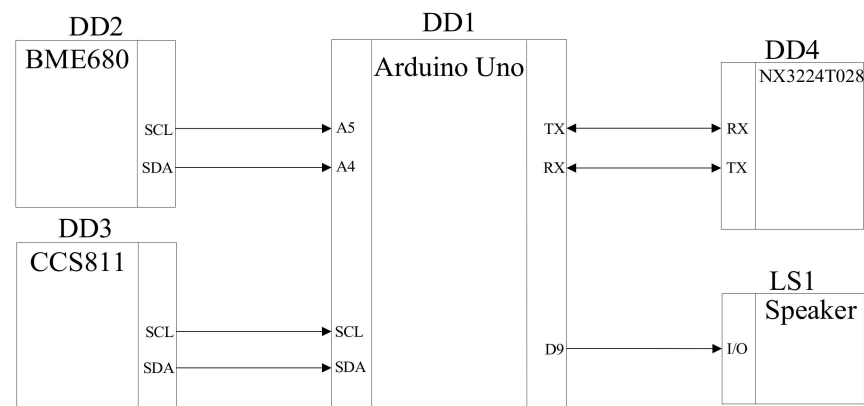 DD2
BME680
SCL
SDA
DD3
CCS811
SCL
SDA
DD1
Arduino Uno
A5
A4
SCL
SDA
TX
RX
D9
DD4
NX3224T028
RX
TX
LS1
Speaker
I/O